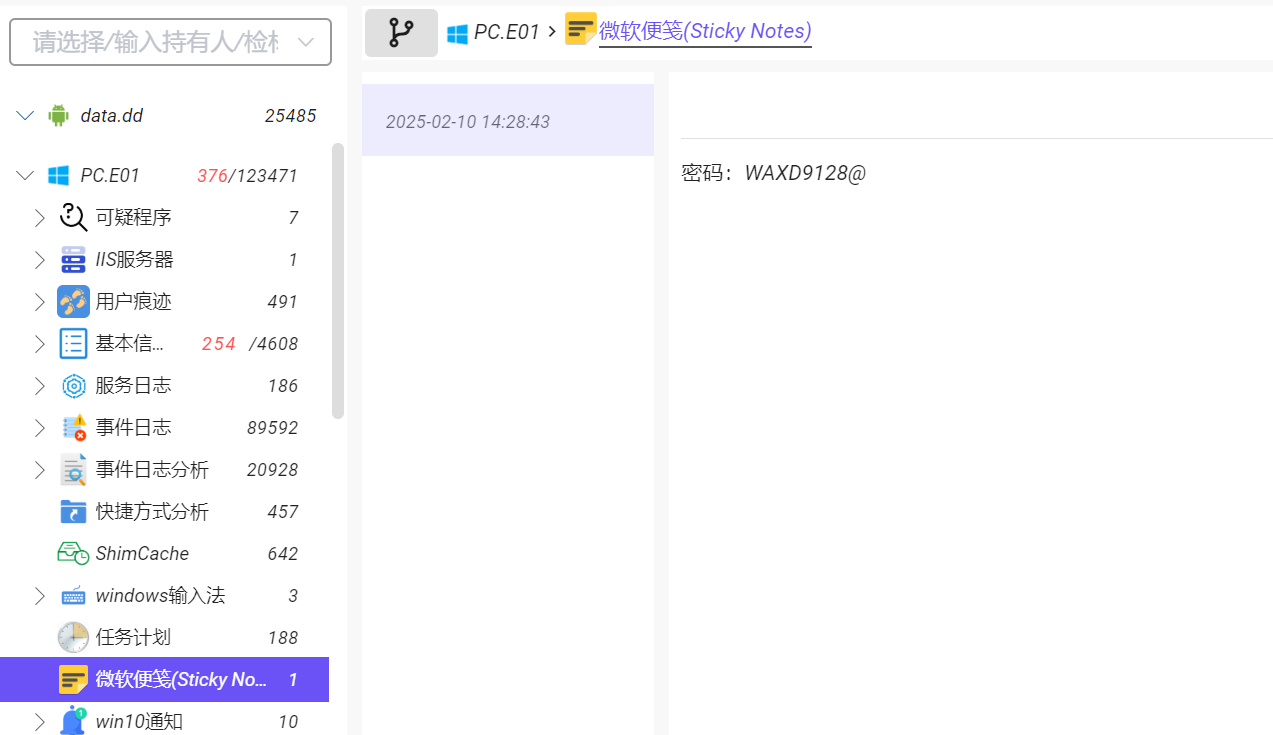 请选择/输入持有人/检
data.dd 25485
PC.E01 376/123471
可疑程序 7
IIS服务器 1
用户痕迹 491
基本信... 254 /4608
服务日志 186
事件日志 89592
事件日志分析 20928
快捷方式分析 457
ShimCache 642
windows输入法 3
任务计划 188
微软便笺(Sticky No... 1
win10通知 10
PC.E01 > 微软便笺(Sticky Notes)
2025-02-10 14:28:43
密码：WAXD9128@